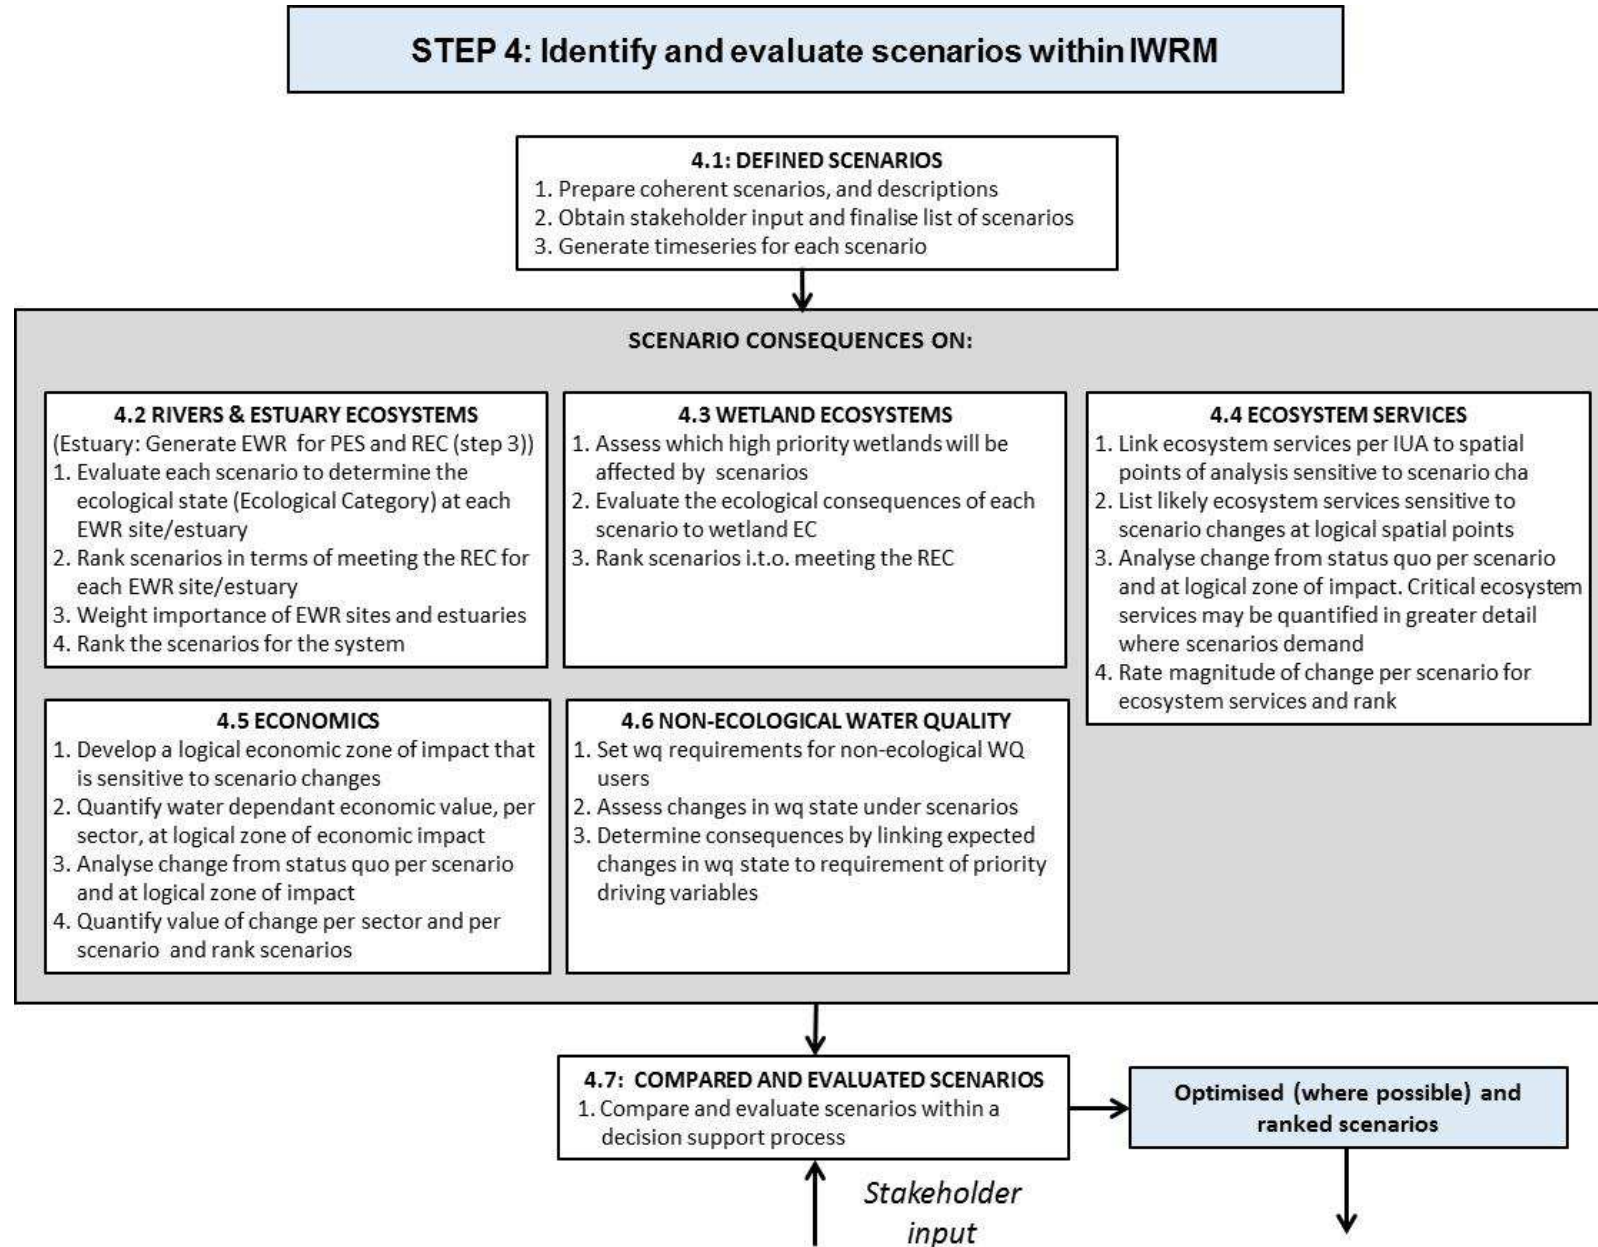 STEP 4: Identify and evaluate scenarios within IWRM
4.1: DEFINED SCENARIOS
1. Prepare coherent scenarios, and descriptions
2. Obtain stakeholder input and finalise list of scenarios
3. Generate timeseries for each scenario
SCENARIO CONSEQUENCES ON:
4.2 RIVERS & ESTUARY ECOSYSTEMS
(Estuary: Generate EWR for PES and REC (step 3))
1. Evaluate each scenario to determine the
ecological state (Ecological Category) at each
EWR site/estuary
2. Rank scenarios in terms of meeting the REC for
each EWR site/estuary
3. Weight importance of EWR sites and estuaries
4. Rank the scenarios for the system
4.3 WETLAND ECOSYSTEMS
1. Assess which high priority wetlands will be
affected by scenarios
2. Evaluate the ecological consequences of each
scenario to wetland EC
3. Rank scenarios i.t.o. meeting the REC
4.4 ECOSYSTEM SERVICES
1. Link ecosystem services per IUA to spatial
points of analysis sensitive to scenario cha
2. List likely ecosystem services sensitive to
scenario changes at logical spatial points
3. Analyse change from status quo per scenario
and at logical zone of impact. Critical ecosystem
services may be quantified in greater detail
where scenarios demand
4. Rate magnitude of change per scenario for
ecosystem services and rank
4.5 ECONOMICS
1. Develop a logical economic zone of impact that
is sensitive to scenario changes
2. Quantify water dependant economic value, per
sector, at logical zone of economic impact
3. Analyse change from status quo per scenario
and at logical zone of impact
4. Quantify value of change per sector and per
scenario and rank scenarios
4.6 NON-ECOLOGICAL WATER QUALITY
1. Set wq requirements for non-ecological WQ
users
2. Assess changes in wq state under scenarios
3. Determine consequences by linking expected
changes in wq state to requirement of priority
driving variables
4.7: COMPARED AND EVALUATED SCENARIOS
1. Compare and evaluate scenarios within a
decision support process
Optimised (where possible) and
ranked scenarios
Stakeholder
input